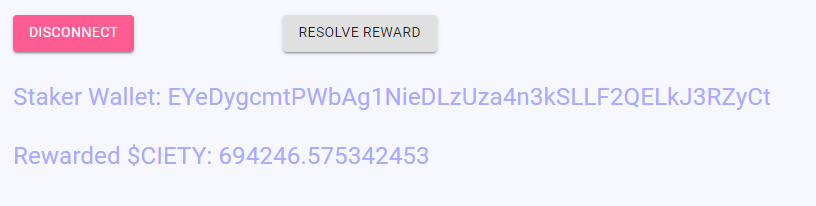 DISCONNECT RESOLVE REWARD
Staker Wallet: EYeDygcmtPWbAg1NieDLzUza4n3kSLLF2QELkJ3RZyCt
Rewarded $CIETY: 694246.575342453